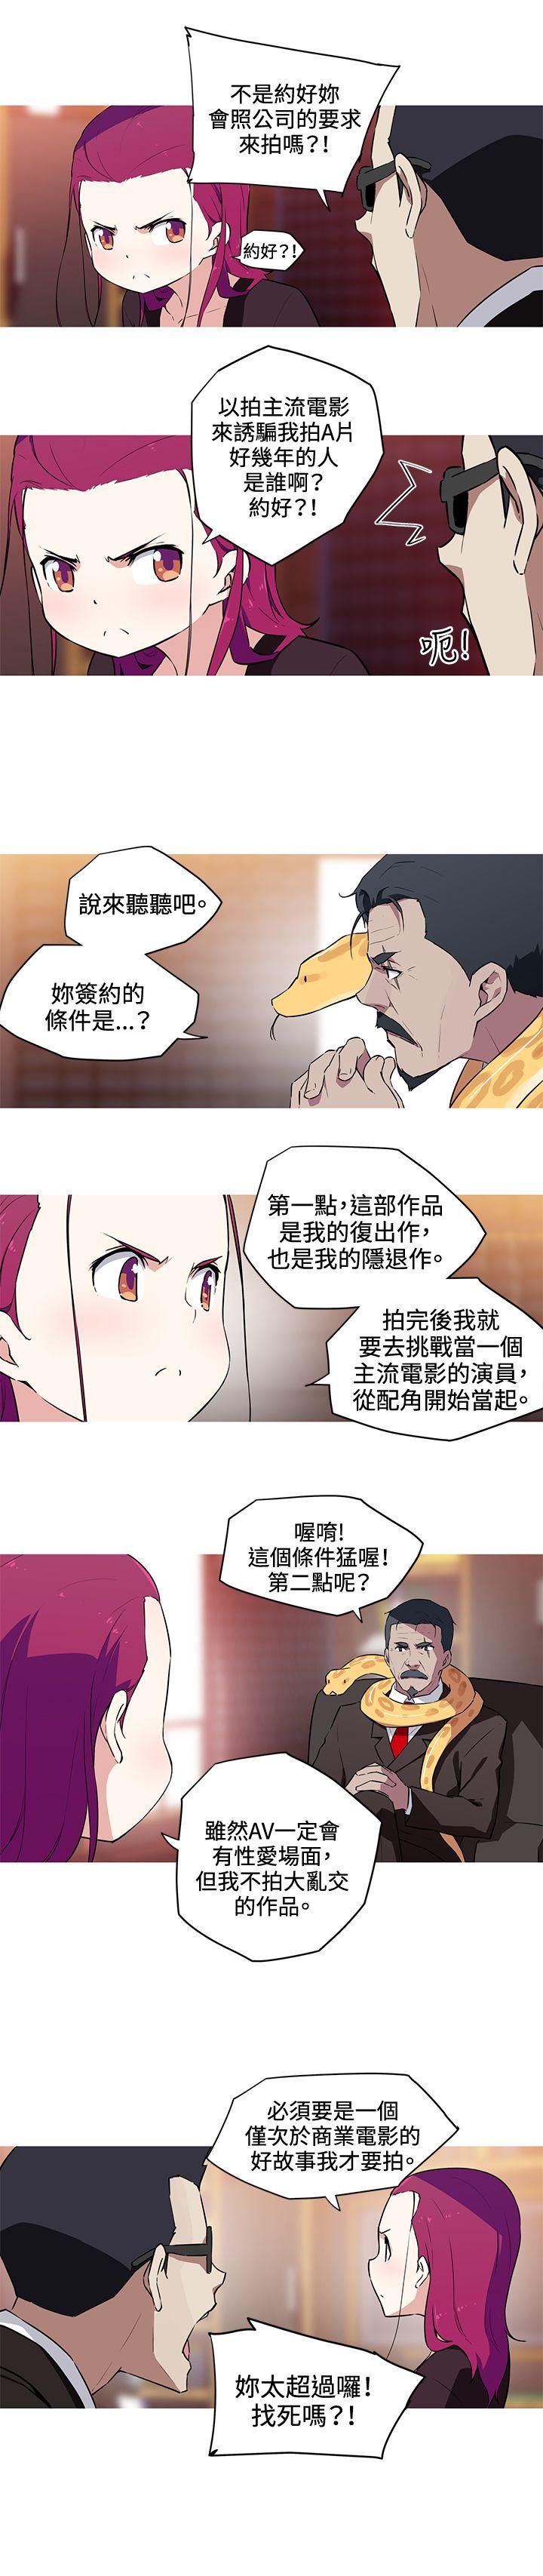 不是約好妳
會照公司的要求
來拍嗎?!
約好?!
以拍主流電影
來誘騙我拍A片
好幾年的人
是誰啊?
約好?!
呃!
說來聽聽吧。
妳簽約的
條件是...?
第一點,這部作品
是我的復出作,
也是我的隱退作。
拍完後我就
要去挑戰當一個
主流電影的演員,
從配角開始當起。
喔唷!
這個條件猛喔!
第二點呢?
雖然AV一定會
有性愛場面,
但我不拍大亂交
的作品。
必須要是一個
僅次於商業電影的
好故事我才要拍。
妳太超過囉!
找死嗎?!